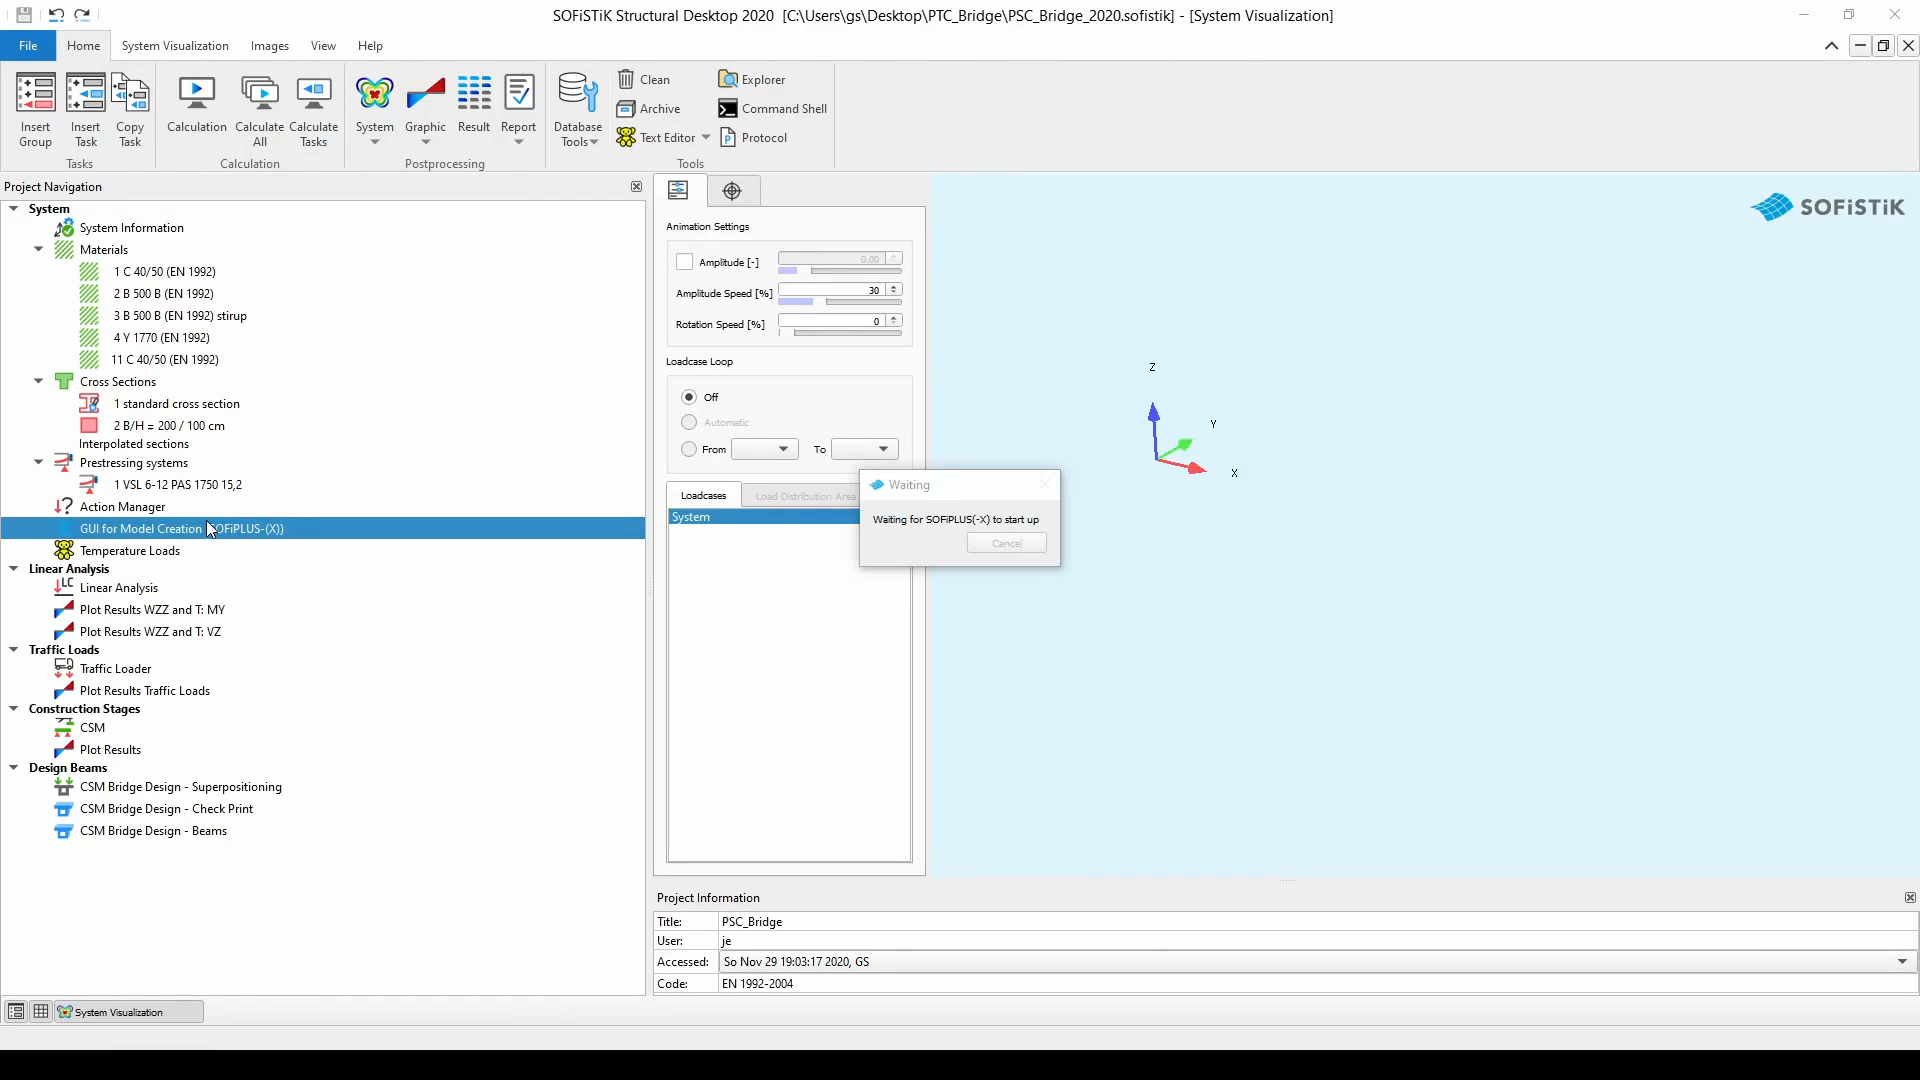 SOFiSTiK Structural Desktop 2020 [C:\Users\gs\Desktop\PTC_Bridge\PSC_Bridge_2020.sofistik] - [System Visualization]
File Home System Visualization Images View Help
Insert Group
Insert Task
Copy Task
Tasks
Calculation
Calculate All
Calculate Tasks
Calculation
System
Graphic
Result
Report
Postprocessing
Database Tools
Clean
Archive
Text Editor
Explorer
Command Shell
Protocol
Tools
Project Navigation
System
System Information
Materials
1 C 40/50 (EN 1992)
2 B 500 B (EN 1992)
3 B 500 B (EN 1992) stirup
4 Y 1770 (EN 1992)
11 C 40/50 (EN 1992)
Cross Sections
1 standard cross section
2 B/H = 200 / 100 cm
Interpolated sections
Prestressing systems
1 VSL 6-12 PAS 1750 15,2
Action Manager
GUI for Model Creation OFiPLUS-(X))
Temperature Loads
Linear Analysis
Linear Analysis
Plot Results WZZ and T: MY
Plot Results WZZ and T: VZ
Traffic Loads
Traffic Loader
Plot Results Traffic Loads
Construction Stages
CSM
Plot Results
Design Beams
CSM Bridge Design - Superpositioning
CSM Bridge Design - Check Print
CSM Bridge Design - Beams
Animation Settings
Amplitude [-] 0.00
Amplitude Speed [%] 30
Rotation Speed [%] 0
Loadcase Loop
Off
Automatic
From To
Loadcases Load Distribution Area
System
Waiting
Waiting for SOFiPLUS(-X) to start up
Cancel
SOFiSTiK
Z
Y
X
Project Information
Title: PSC_Bridge
User: je
Accessed: So Nov 29 19:03:17 2020, GS
Code: EN 1992-2004
System Visualization